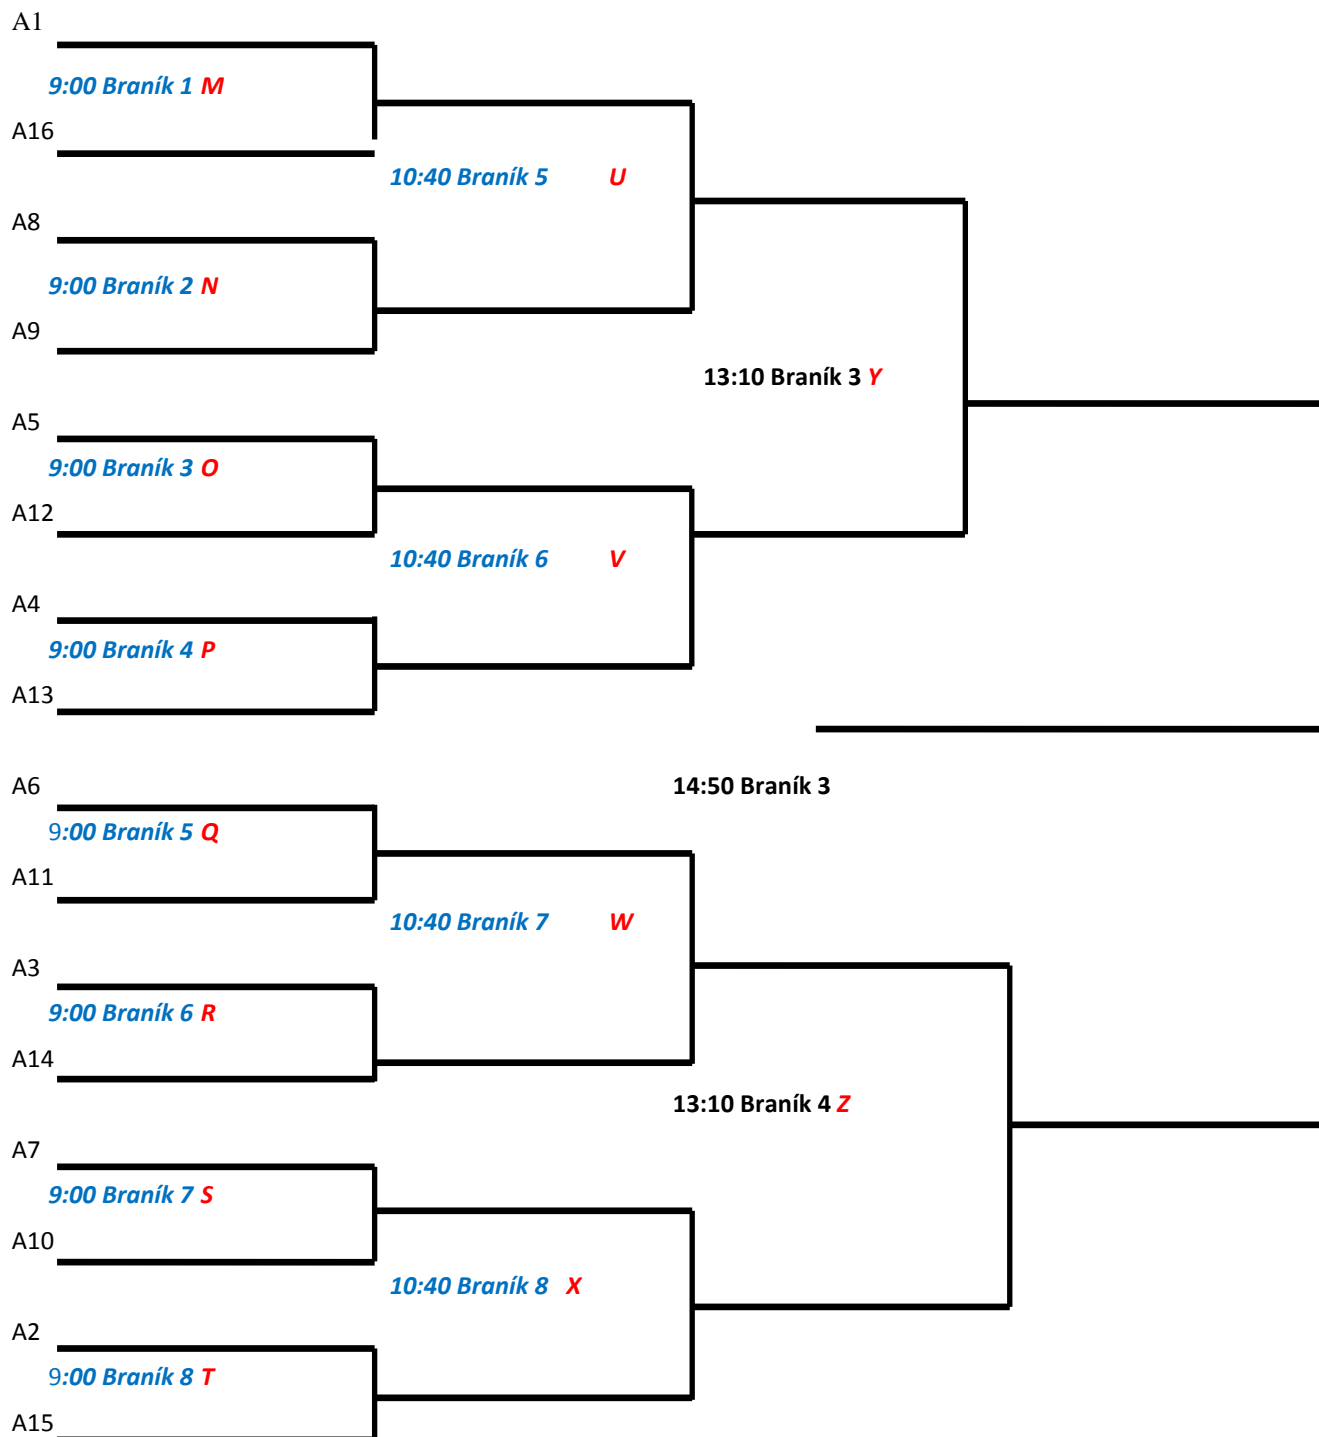 A1
9:00 Braník 1 M
A16
10:40 Braník 5 U
A8
9:00 Braník 2 N
A9
13:10 Braník 3 Y
A5
9:00 Braník 3 O
A12
10:40 Braník 6 V
A4
9:00 Braník 4 P
A13
A6
14:50 Braník 3
9:00 Braník 5 Q
A11
10:40 Braník 7 W
A3
9:00 Braník 6 R
A14
13:10 Braník 4 Z
A7
9:00 Braník 7 S
A10
10:40 Braník 8 X
A2
9:00 Braník 8 T
A15